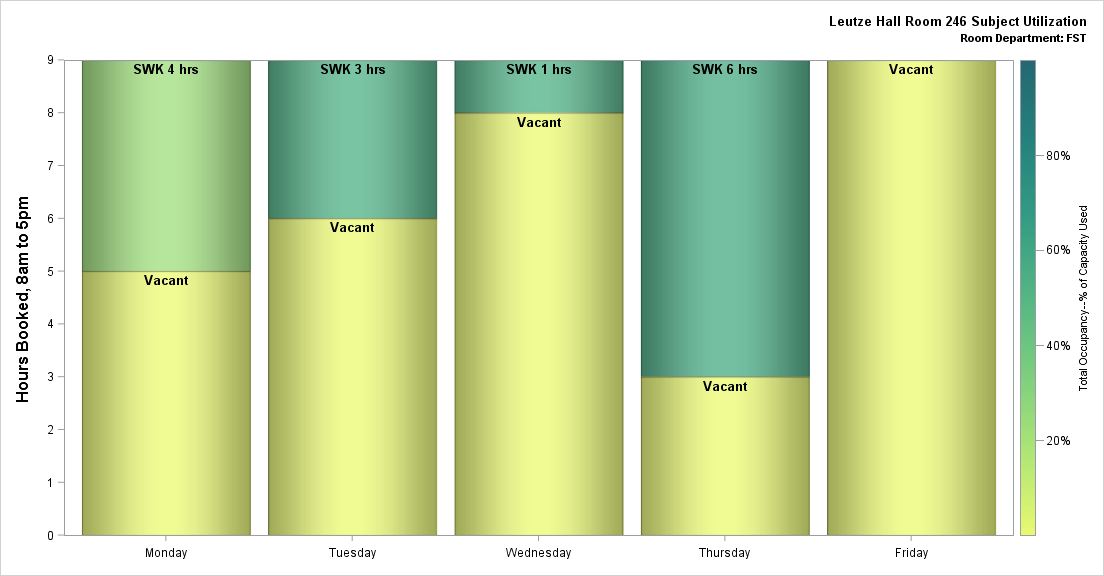 Leutze Hall Room 246 Subject Utilization
Room Department: FST
Hours Booked, 8am to 5pm
9
8
7
6
5
4
3
2
1
0
SWK 4 hrs
Vacant
SWK 3 hrs
Vacant
SWK 1 hrs
Vacant
SWK 6 hrs
Vacant
Vacant
Monday
Tuesday
Wednesday
Thursday
Friday
80%
60%
40%
20%
Total Occupancy--% of Capacity Used